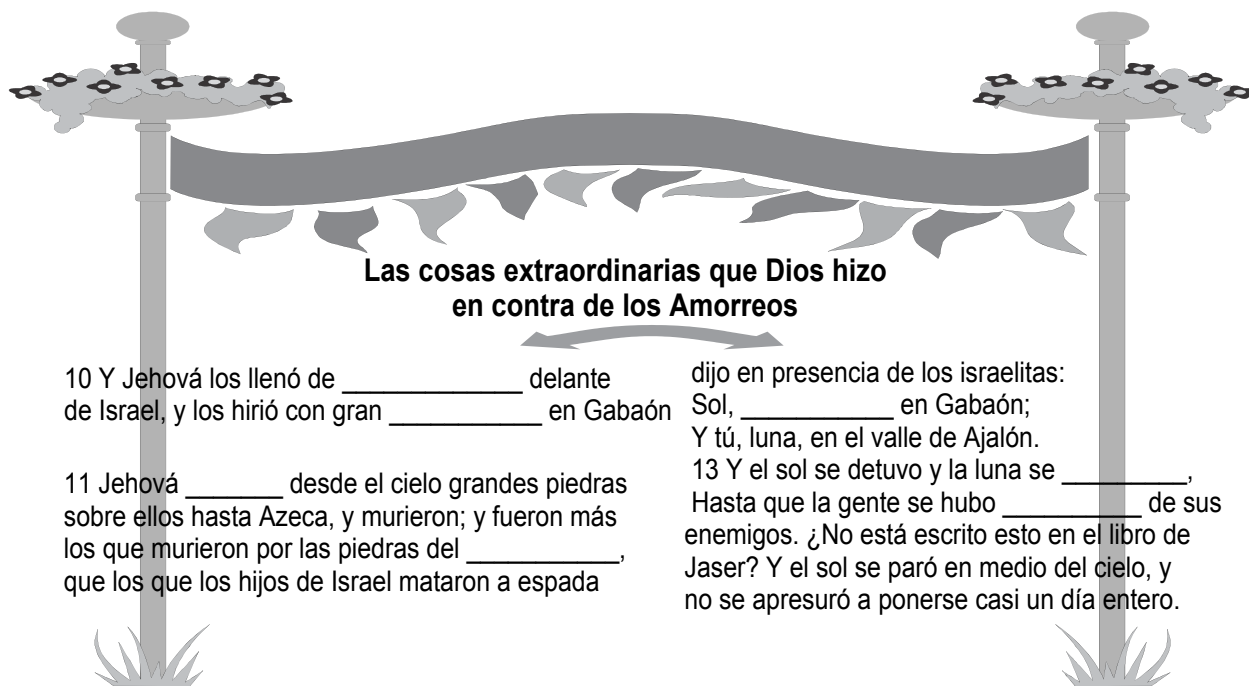 Las cosas extraordinarias que Dios hizo
en contra de los Amorreos
10 Y Jehová los llenó de _____________ delante
de Israel, y los hirió con gran ___________ en Gabaón
11 Jehová _______ desde el cielo grandes piedras
sobre ellos hasta Azeca, y murieron; y fueron más
los que murieron por las piedras del ___________,
que los que los hijos de Israel mataron a espada
dijo en presencia de los israelitas:
Sol, ___________ en Gabaón;
Y tú, luna, en el valle de Ajalón.
13 Y el sol se detuvo y la luna se _________,
Hasta que la gente se hubo __________ de sus
enemigos. ¿No está escrito esto en el libro de
Jaser? Y el sol se paró en medio del cielo, y
no se apresuró a ponerse casi un día entero.